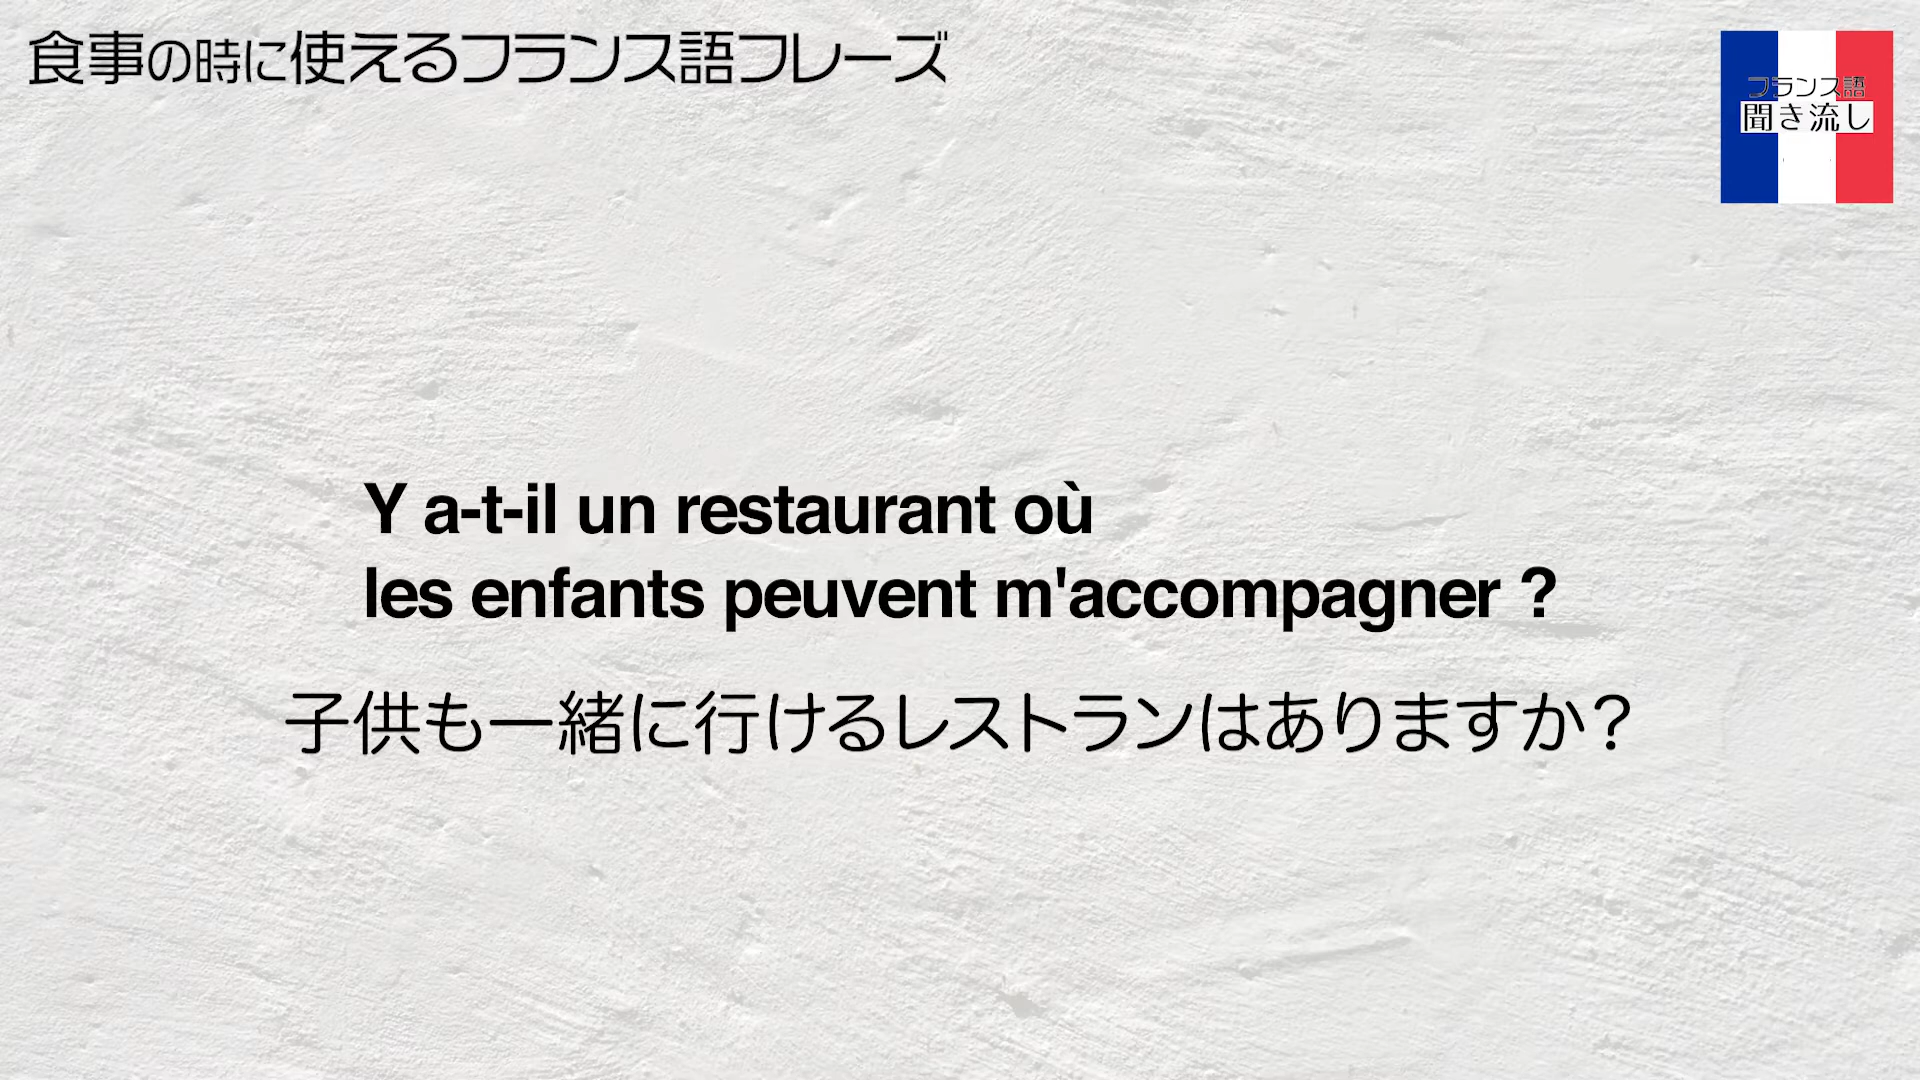 食事の時に使えるフランス語フレーズ
フランス語
聞き流し
Y a-t-il un restaurant où
les enfants peuvent m'accompagner ?
子供も一緒に行けるレストランはありますか？